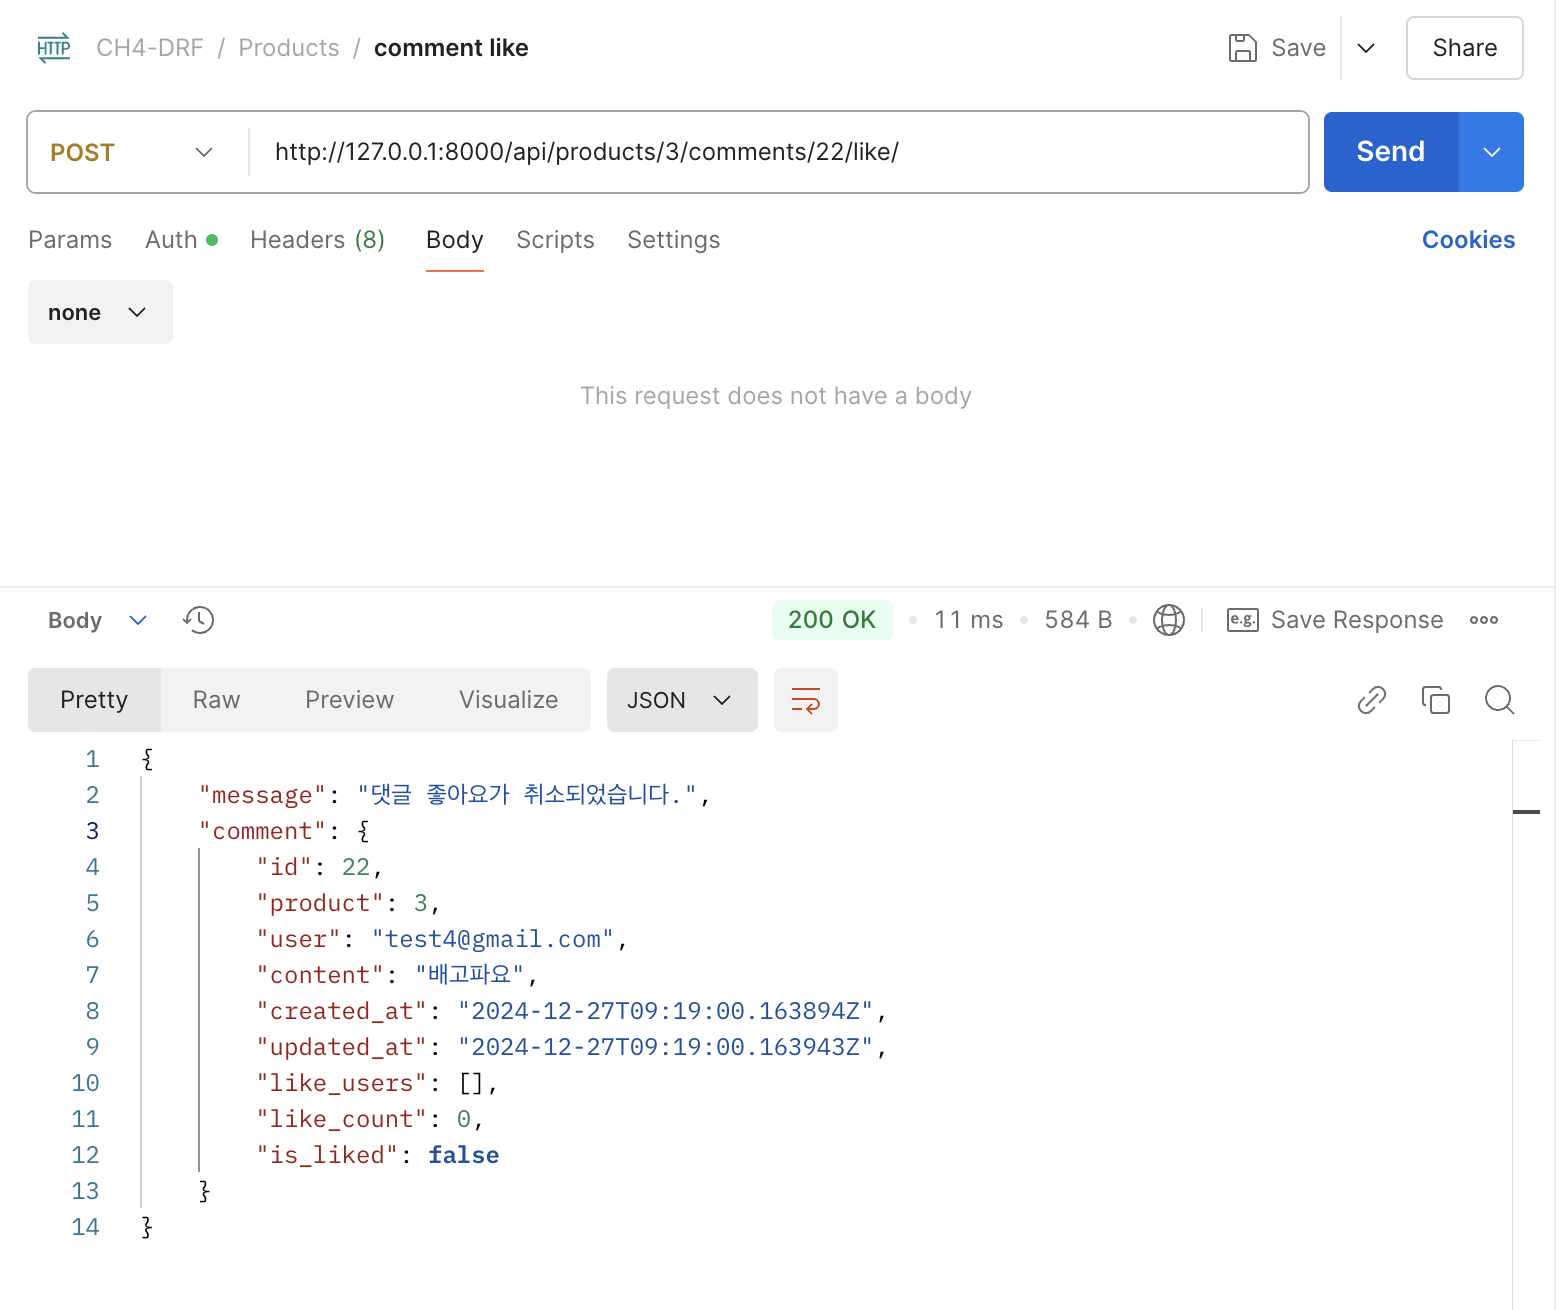 HTTP CH4-DRF / Products / comment like Save Share
POST http://127.0.0.1:8000/api/products/3/comments/22/like/ Send
Params Auth Headers (8) Body Scripts Settings Cookies
none
This request does not have a body
Body 200 OK 11 ms 584 B e.g. Save Response
Pretty Raw Preview Visualize JSON
1 {
2 "message": "댓글 좋아요가 취소되었습니다.",
3 "comment": {
4 "id": 22,
5 "product": 3,
6 "user": "test4@gmail.com",
7 "content": "배고파요",
8 "created_at": "2024-12-27T09:19:00.163894Z",
9 "updated_at": "2024-12-27T09:19:00.163943Z",
10 "like_users": [],
11 "like_count": 0,
12 "is_liked": false
13 }
14 }